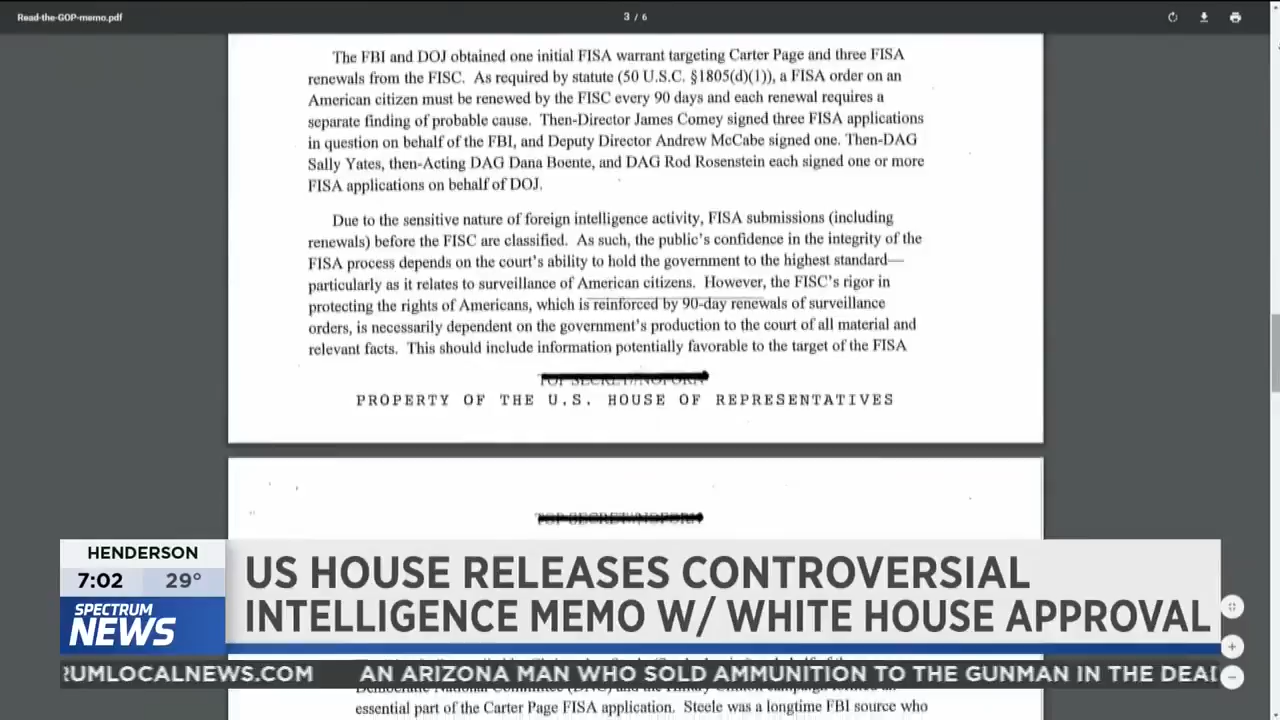 Read-the-GOP-memo.pdf
3 / 6
The FBI and DOJ obtained one initial FISA warrant targeting Carter Page and three FISA
renewals from the FISC. As required by statute (50 U.S.C. §1805(d)(1)), a FISA order on an
American citizen must be renewed by the FISC every 90 days and each renewal requires a
separate finding of probable cause. Then-Director James Comey signed three FISA applications
in question on behalf of the FBI, and Deputy Director Andrew McCabe signed one. Then-DAG
Sally Yates, then-Acting DAG Dana Boente, and DAG Rod Rosenstein each signed one or more
FISA applications on behalf of DOJ.
Due to the sensitive nature of foreign intelligence activity, FISA submissions (including
renewals) before the FISC are classified. As such, the public's confidence in the integrity of the
FISA process depends on the court's ability to hold the government to the highest standard—
particularly as it relates to surveillance of American citizens. However, the FISC's rigor in
protecting the rights of Americans, which is reinforced by 90-day renewals of surveillance
orders, is necessarily dependent on the government's production to the court of all material and
relevant facts. This should include information potentially favorable to the target of the FISA
TOP SECRET//NOFORN
PROPERTY OF THE U.S. HOUSE OF REPRESENTATIVES
TOP SECRET//NOFORN
HENDERSON
7:02 29°
SPECTRUM
NEWS
US HOUSE RELEASES CONTROVERSIAL
INTELLIGENCE MEMO W/ WHITE HOUSE APPROVAL
RUMLOCALNEWS.COM AN ARIZONA MAN WHO SOLD AMMUNITION TO THE GUNMAN IN THE DEAD
essential part of the Carter Page FISA application. Steele was a longtime FBI source who